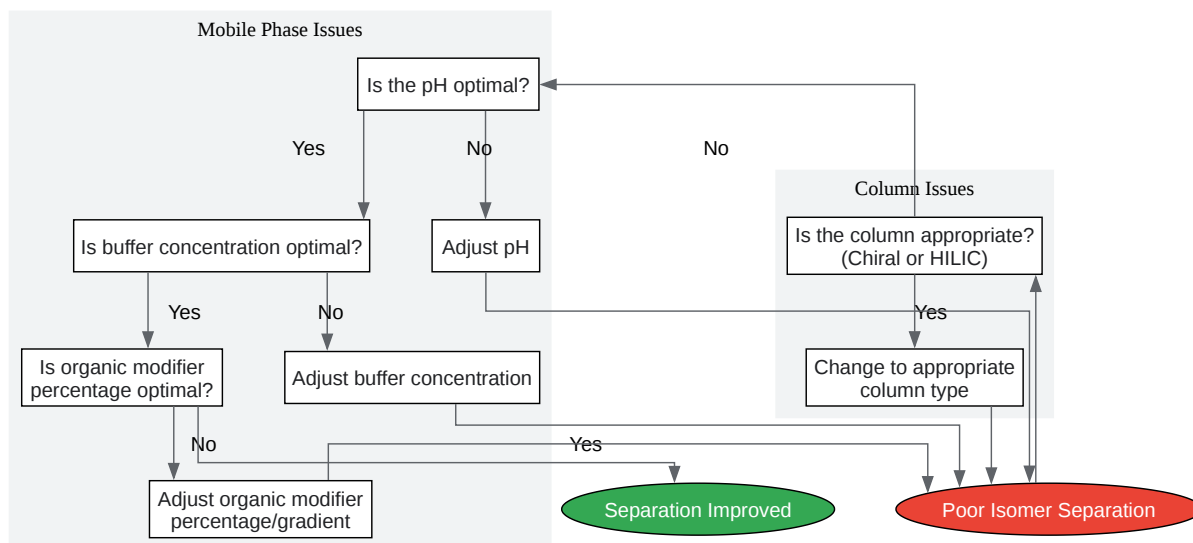 Mobile Phase Issues
Is the pH optimal?
Yes
No
No
Column Issues
Is buffer concentration optimal?
Adjust pH
Is the column appropriate?
(Chiral or HILIC)
Yes
No
Yes
Is organic modifier
percentage optimal?
Adjust buffer concentration
Change to appropriate
column type
No
Yes
Adjust organic modifier
percentage/gradient
Separation Improved
Poor Isomer Separation